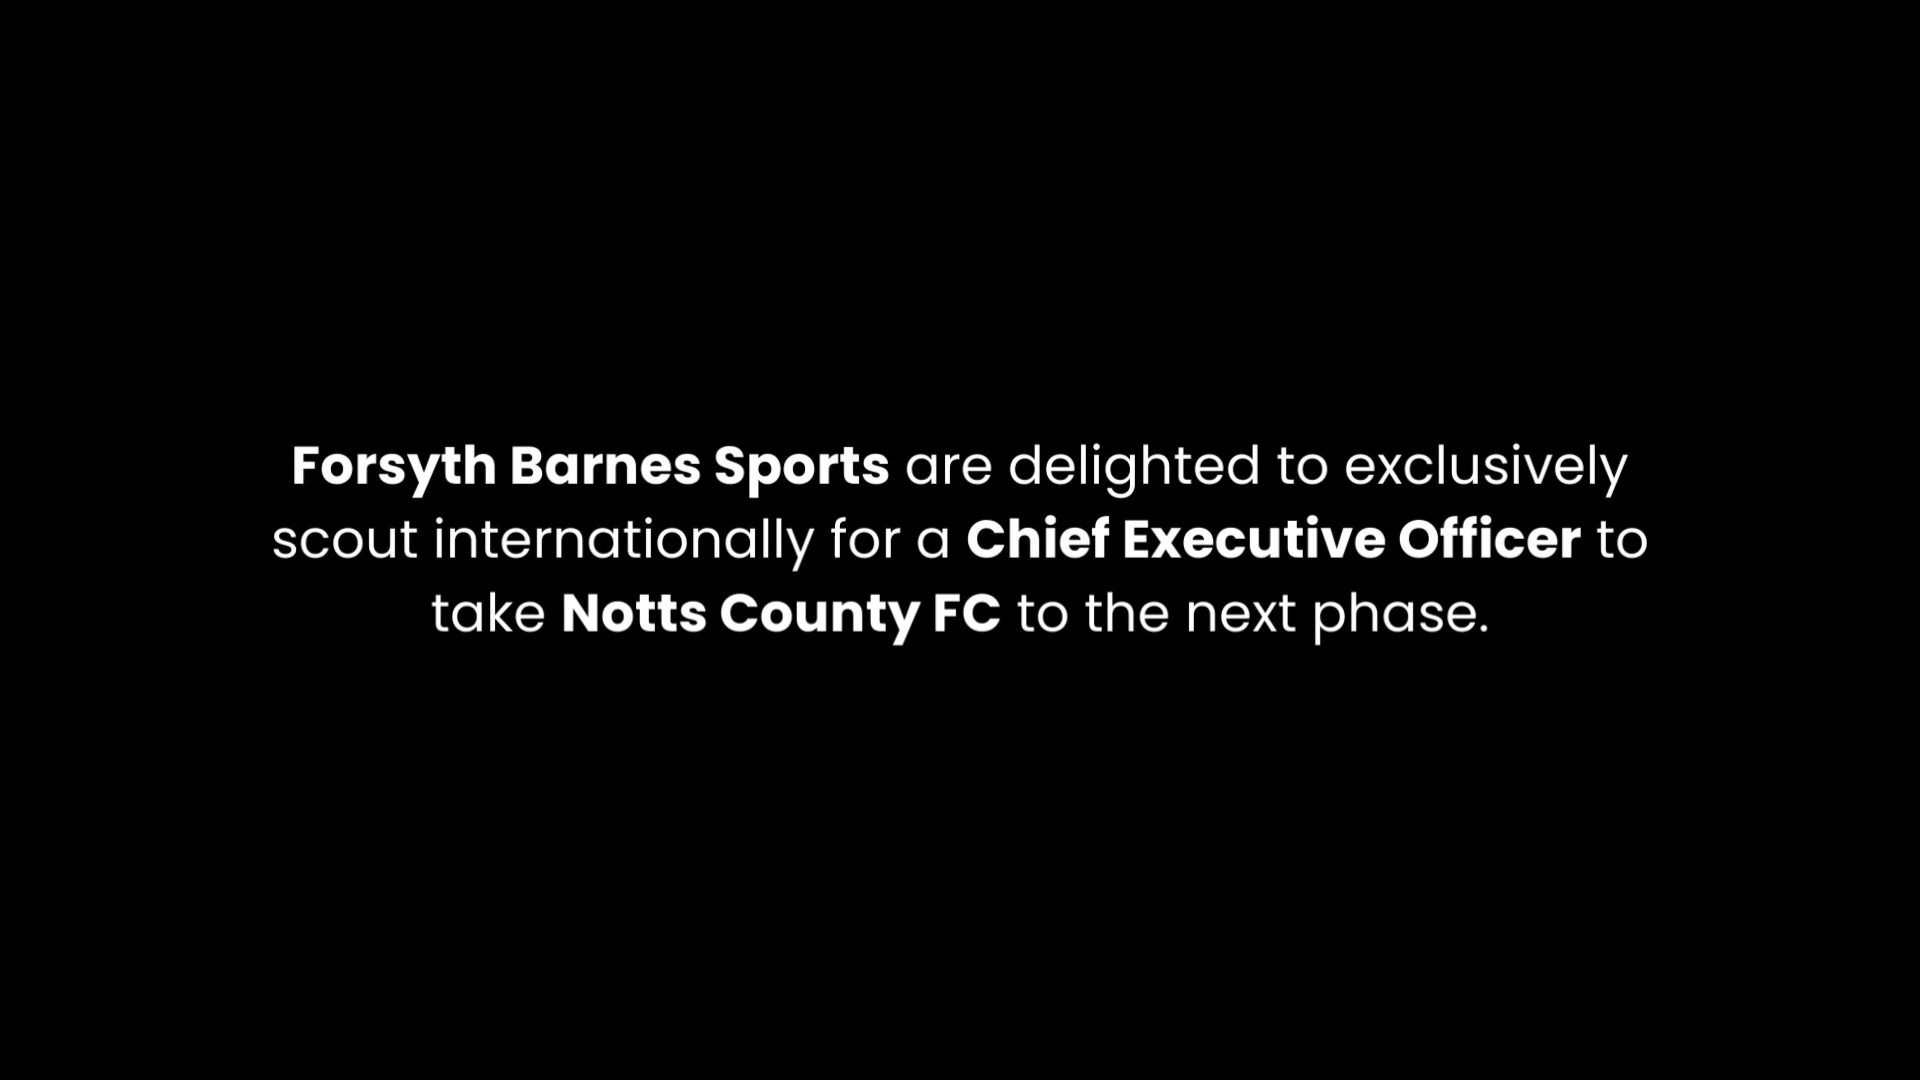 Forsyth Barnes Sports are delighted to exclusively
scout internationally for a Chief Executive Officer to
take Notts County FC to the next phase.